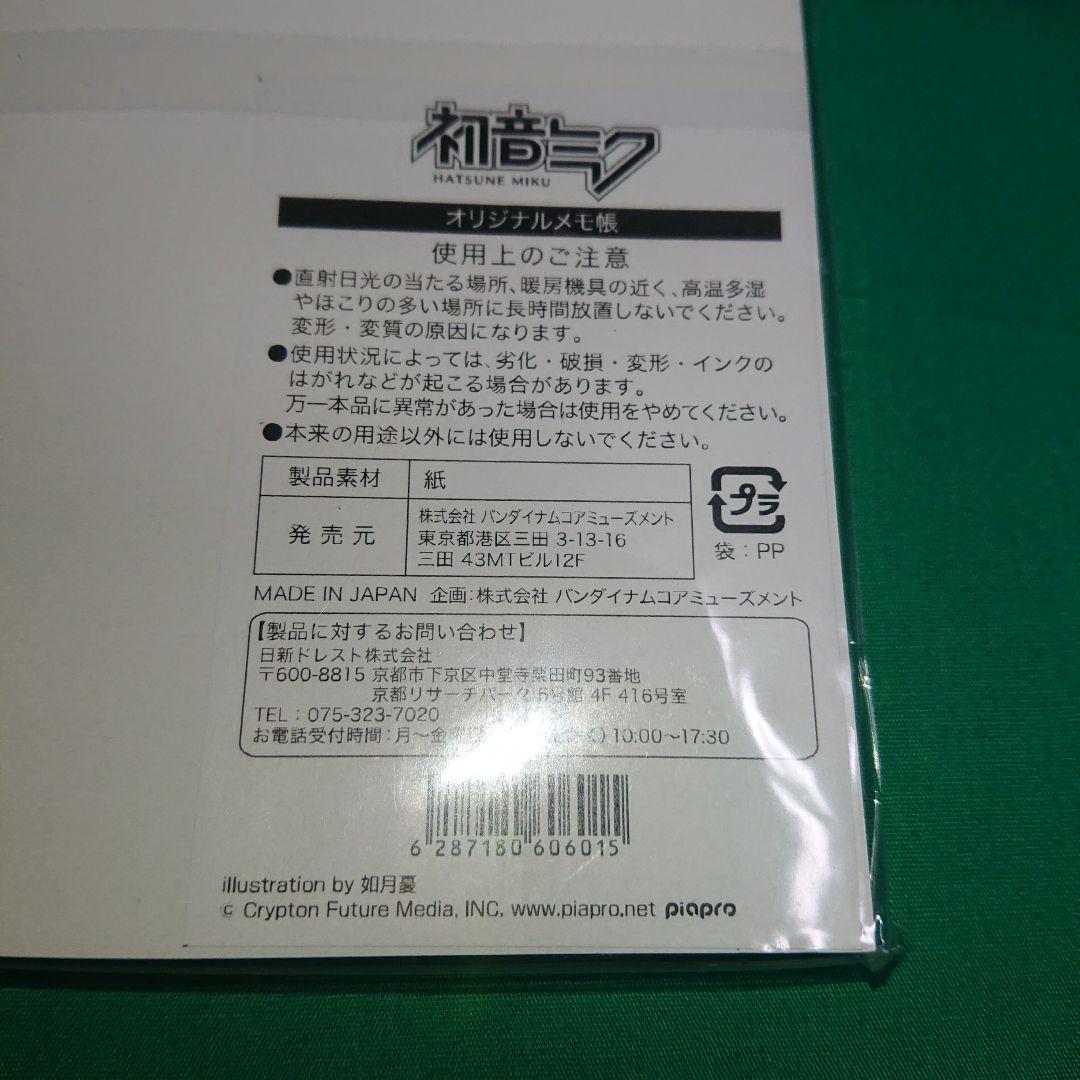 初音ミク
HATSUNE MIKU
オリジナルメモ帳
使用上のご注意
●直射日光の当たる場所、暖房機具の近く、高温多湿
やほこりの多い場所に長時間放置しないでください。
変形・変質の原因になります。
●使用状況によっては、劣化・破損・変形・インクの
はがれなどが起こる場合があります。
万一本品に異常があった場合は使用をやめてください。
●本来の用途以外には使用しないでください。
製品素材 紙
発売元 株式会社 バンダイナムコアミューズメント
東京都港区三田 3-13-16
三田 43MTビル12F
プラ
袋：PP
MADE IN JAPAN 企画：株式会社 バンダイナムコアミューズメント
【製品に対するお問い合わせ】
日新ドレスト株式会社
〒600-8815 京都市下京区中堂寺粟田町93番地
京都リサーチパーク 6号館 4F 416号室
TEL：075-323-7020
お電話受付時間：月～金 10:00～17:30
6 287180 606015
illustration by 如月憂
© Crypton Future Media, INC. www.piapro.net piapro